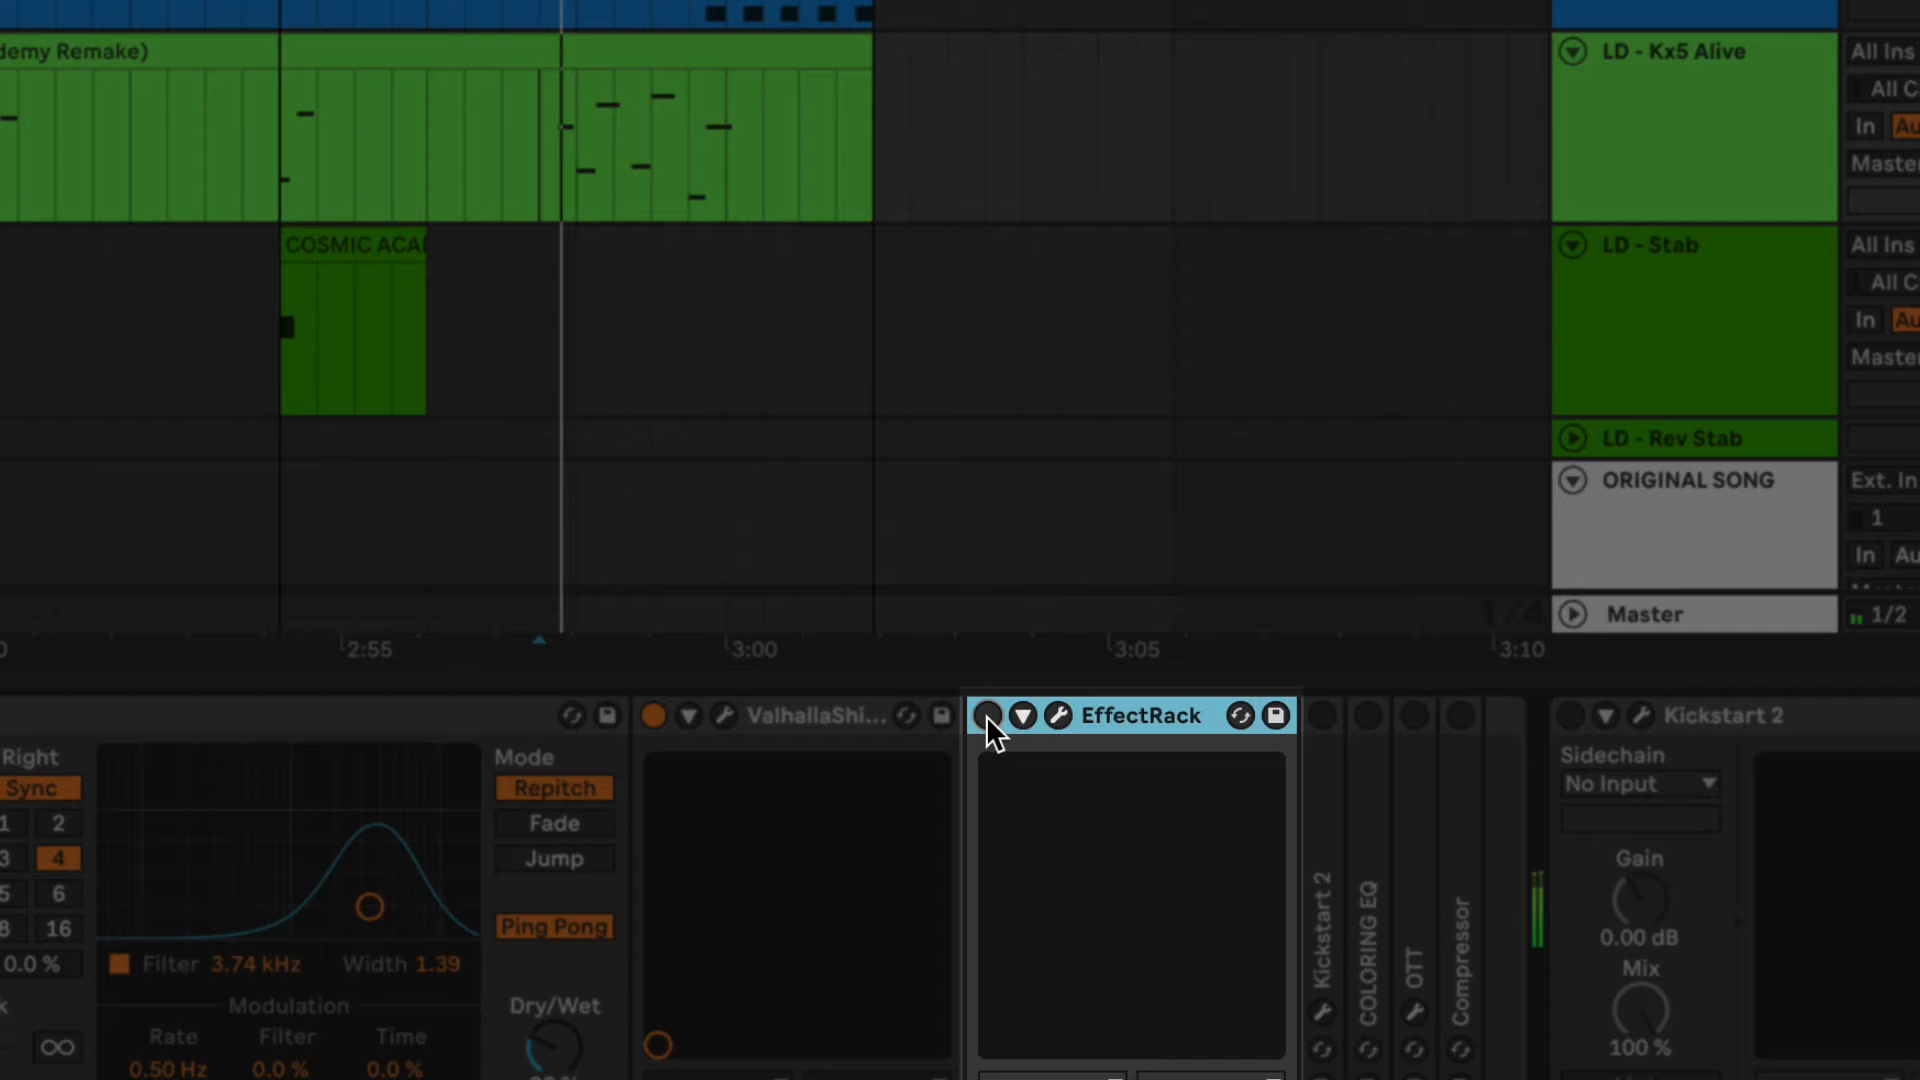 demy Remake)
LD - Kx5 Alive
All Ins
All C
In Au
Master
COSMIC ACA
LD - Stab
All Ins
All C
In Au
Maste
LD - Rev Stab
ORIGINAL SONG
Ext. In
1
In Au
1/4
Master
1/2
0 2:55 3:00 3:05 3:10
ValhallaShi... EffectRack Kickstart 2
Right
Sync
1 2
3 4
5 6
8 16
0.0 %
k
Filter 3.74 kHz Width 1.39
Modulation
Rate Filter Time
0.50 Hz 0.0 % 0.0 %
Mode
Repitch
Fade
Jump
Ping Pong
Dry/Wet
Kickstart 2
COLORING EQ
OTT
Compressor
Sidechain
No Input
Gain
0.00 dB
Mix
100 %